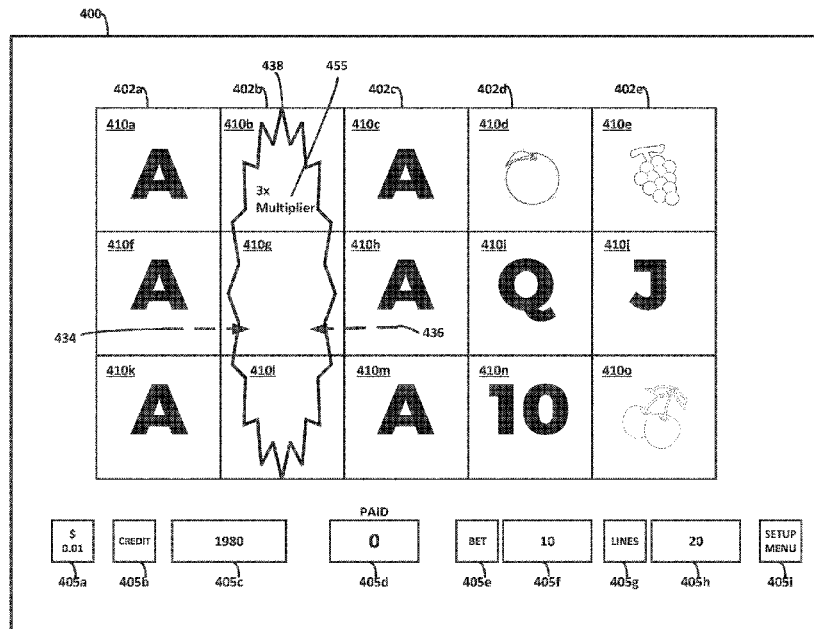 400
438
455
402a
402b
402c
402d
402e
410a
410b
410c
410d
410e
A
A
3x
Multiplier
410f
410g
410h
410i
410j
A
A
Q
J
434
436
410k
410l
410m
410n
410o
A
A
10
PAID
$
0.01
CREDIT
1980
0
BET
10
LINES
20
SETUP
MENU
405a
405b
405c
405d
405e
405f
405g
405h
405i